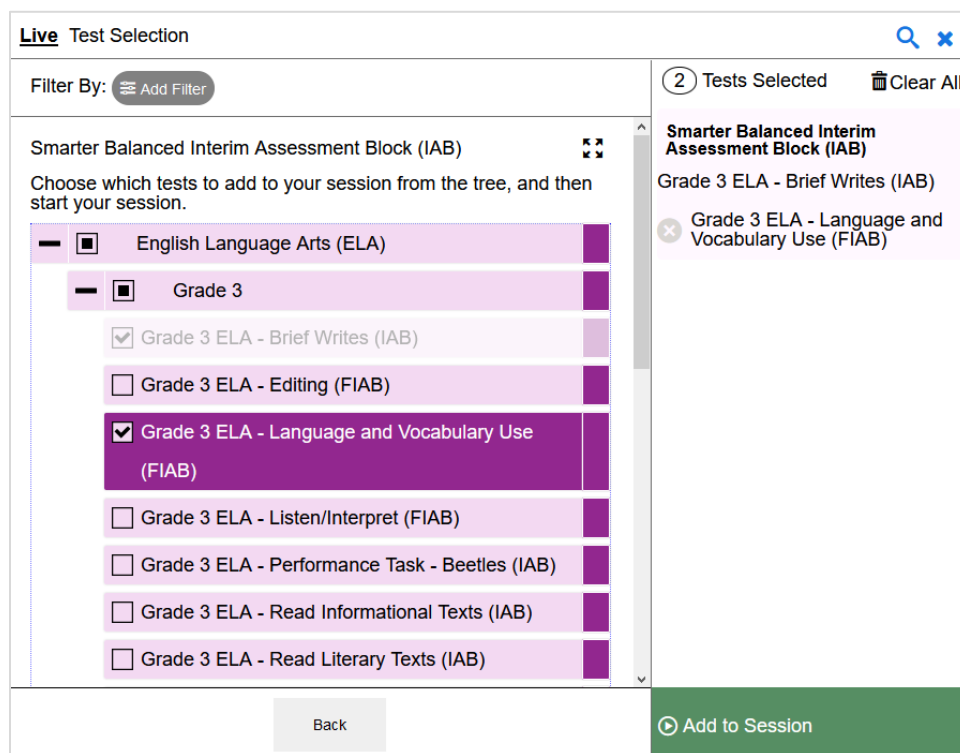 Live Test Selection
Filter By: Add Filter
2 Tests Selected Clear All
Smarter Balanced Interim Assessment Block (IAB)
Choose which tests to add to your session from the tree, and then
start your session.
English Language Arts (ELA)
Grade 3
Grade 3 ELA - Brief Writes (IAB)
Grade 3 ELA - Editing (FIAB)
Grade 3 ELA - Language and Vocabulary Use
(FIAB)
Grade 3 ELA - Listen/Interpret (FIAB)
Grade 3 ELA - Performance Task - Beetles (IAB)
Grade 3 ELA - Read Informational Texts (IAB)
Grade 3 ELA - Read Literary Texts (IAB)
Back
Smarter Balanced Interim
Assessment Block (IAB)
Grade 3 ELA - Brief Writes (IAB)
Grade 3 ELA - Language and
Vocabulary Use (FIAB)
Add to Session